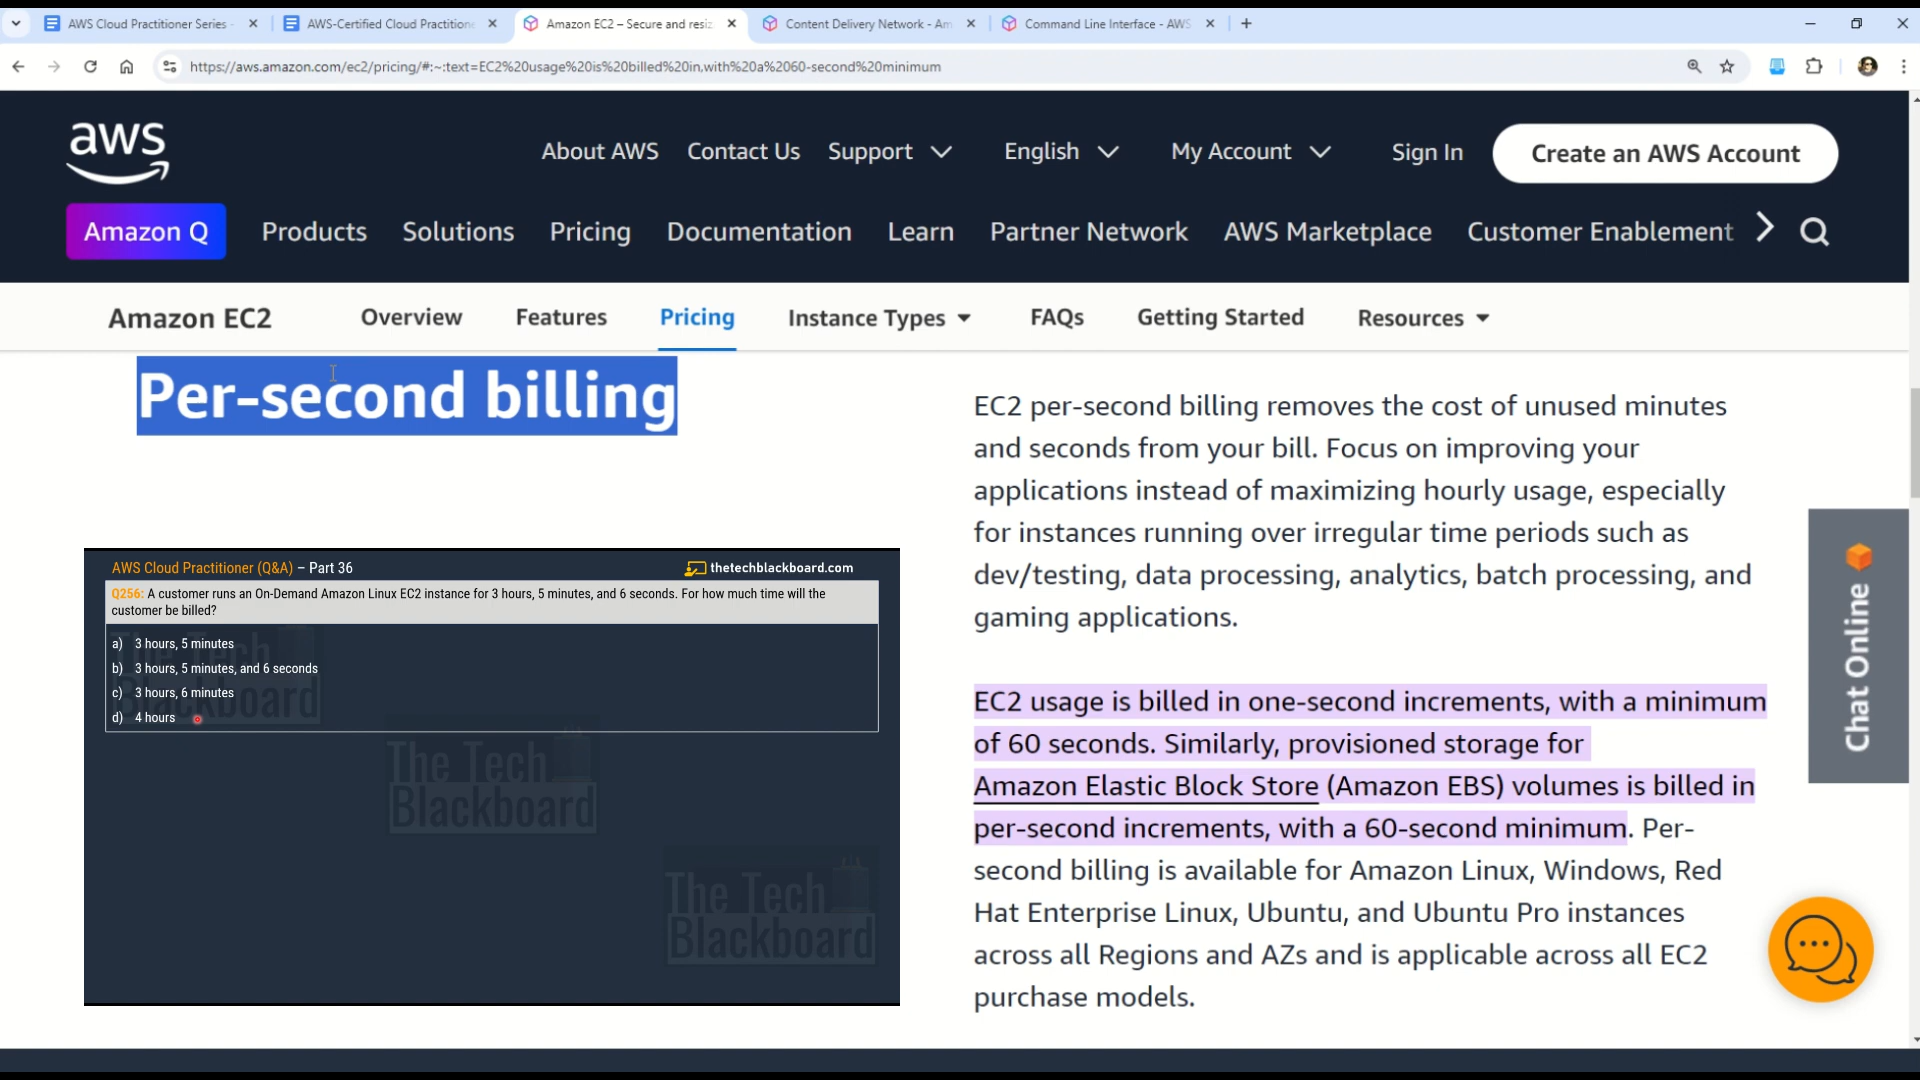 AWS Cloud Practitioner Series -
AWS-Certified Cloud Practitione
Amazon EC2 – Secure and resiz
Content Delivery Network - Am
Command Line Interface - AWS
https://aws.amazon.com/ec2/pricing/#:~:text=EC2%20usage%20is%20billed%20in,with%20a%2060-second%20minimum
aws
About AWS
Contact Us
Support
English
My Account
Sign In
Create an AWS Account
Amazon Q
Products
Solutions
Pricing
Documentation
Learn
Partner Network
AWS Marketplace
Customer Enablement
Amazon EC2
Overview
Features
Pricing
Instance Types
FAQs
Getting Started
Resources
Per-second billing
EC2 per-second billing removes the cost of unused minutes
and seconds from your bill. Focus on improving your
applications instead of maximizing hourly usage, especially
for instances running over irregular time periods such as
dev/testing, data processing, analytics, batch processing, and
gaming applications.
EC2 usage is billed in one-second increments, with a minimum
of 60 seconds. Similarly, provisioned storage for
Amazon Elastic Block Store (Amazon EBS) volumes is billed in
per-second increments, with a 60-second minimum. Per-
second billing is available for Amazon Linux, Windows, Red
Hat Enterprise Linux, Ubuntu, and Ubuntu Pro instances
across all Regions and AZs and is applicable across all EC2
purchase models.
AWS Cloud Practitioner (Q&A) – Part 36
thetechblackboard.com
Q256: A customer runs an On-Demand Amazon Linux EC2 instance for 3 hours, 5 minutes, and 6 seconds. For how much time will the
customer be billed?
a) 3 hours, 5 minutes
b) 3 hours, 5 minutes, and 6 seconds
c) 3 hours, 6 minutes
d) 4 hours
The Tech
Blackboard
The Tech
Blackboard
The Tech
Blackboard
Chat Online